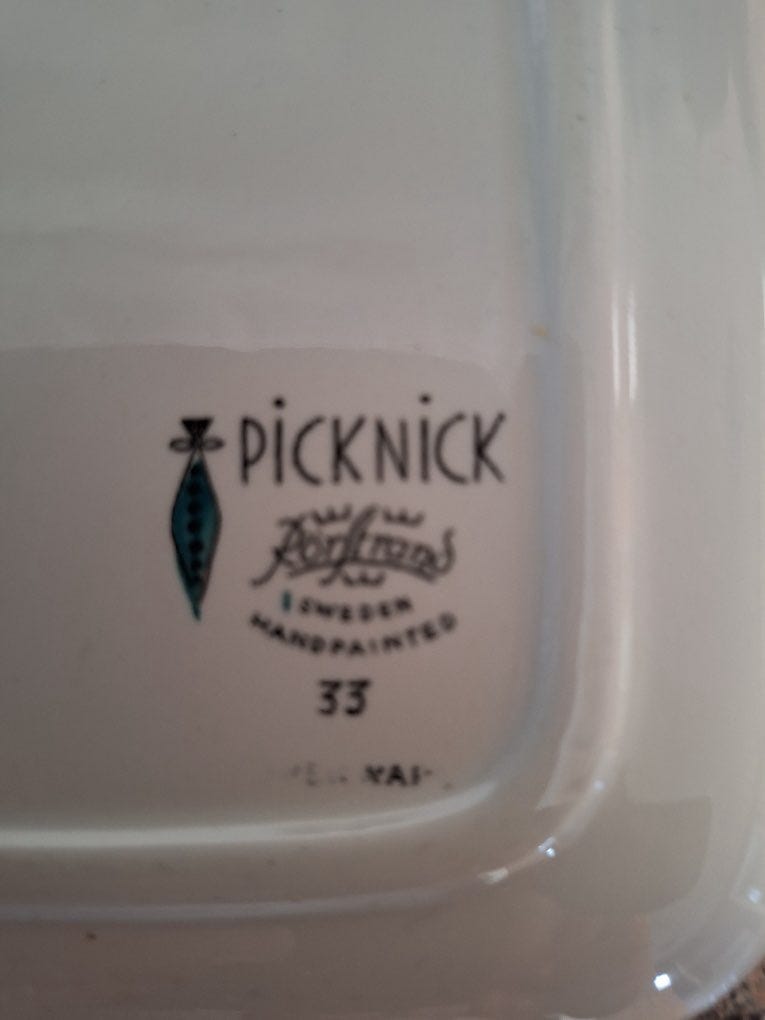 PiCKNiCK
Rörstrand
SWEDEN
HANDPAINTED
33